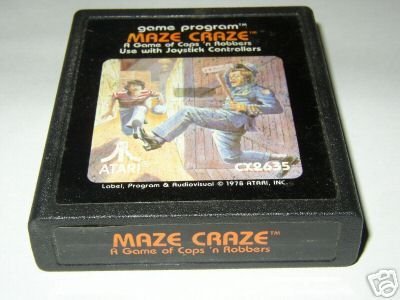 game program™
MAZE CRAZE™
A Game of Cops 'n Robbers
Use with Joystick Controllers
ATARI®
CX2635
Label, Program & Audiovisual © 1978 ATARI, INC.
MAZE CRAZE™
A Game of Cops 'n Robbers